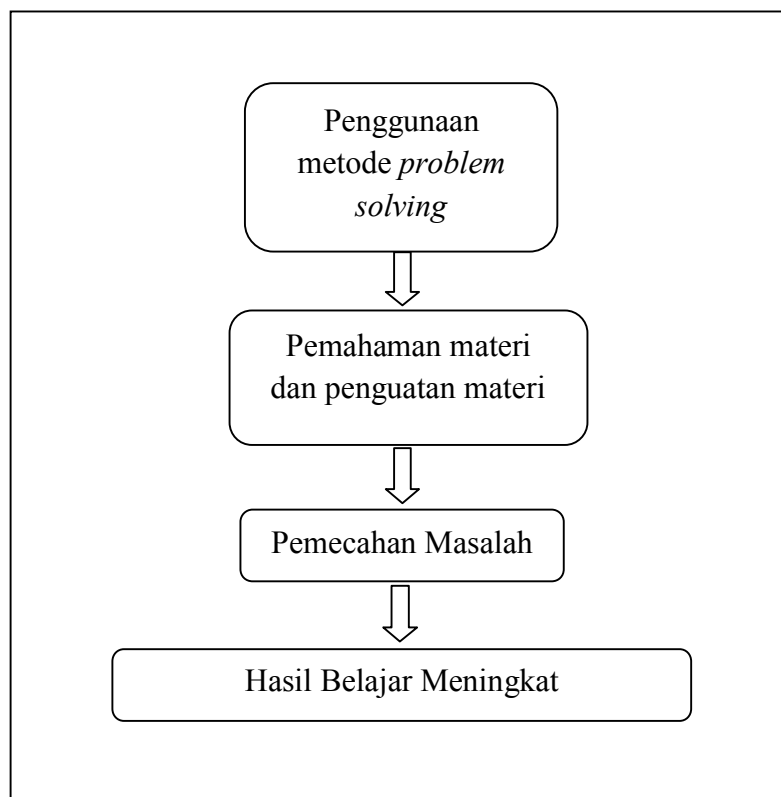 Penggunaan
metode problem
solving
Pemahaman materi
dan penguatan materi
Pemecahan Masalah
Hasil Belajar Meningkat